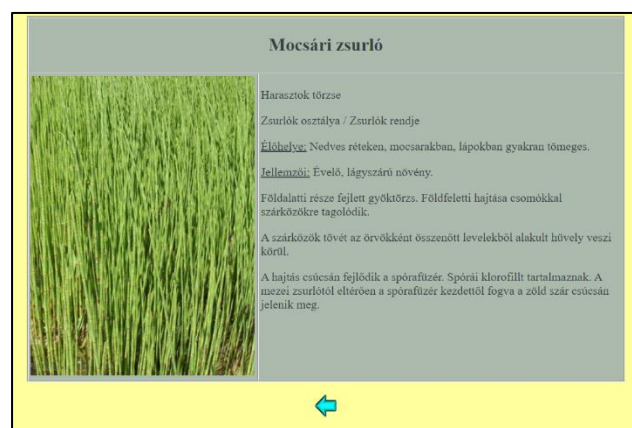 Mocsári zsurló
Harasztok törzse
Zsurlók osztálya / Zsurlók rendje
Élőhelye: Nedves réteken, mocsarakban, lápokban gyakran tömeges.
Jellemzői: Évelő, lágyszárú növény.
Földalatti része fejlett gyöktörzs. Földfeletti hajtása csomókkal
szárközökre tagolódik.
A szárközök tövét az örvökként összenőtt levelekből alakult hüvely veszi
körül.
A hajtás csúcsán fejlődik a spórafüzér. Spórái klorofillt tartalmaznak. A
mezei zsurlótól eltérően a spórafüzér kezdettől fogva a zöld szár csúcsán
jelenik meg.